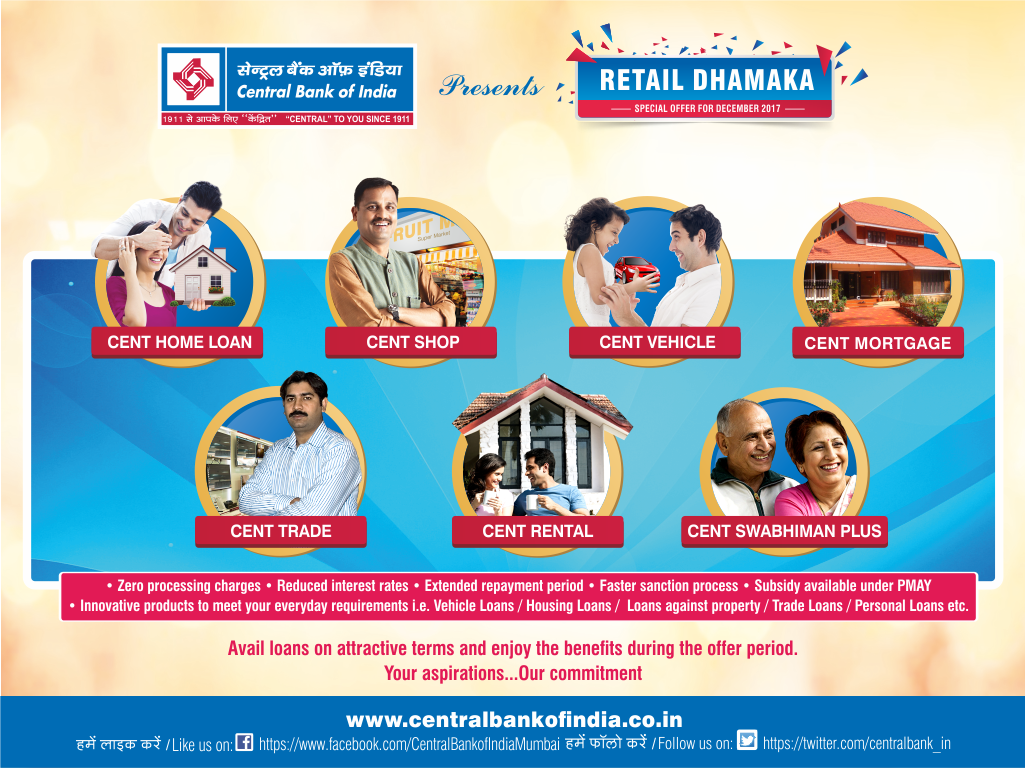 सेन्ट्रल बैंक ऑफ़ इंडिया
Central Bank of India
1911 से आपके लिए "केंद्रित" "CENTRAL" TO YOU SINCE 1911
Presents
RETAIL DHAMAKA
SPECIAL OFFER FOR DECEMBER 2017
RUIT M
Super Market
CENT HOME LOAN
CENT SHOP
CENT VEHICLE
CENT MORTGAGE
CENT TRADE
CENT RENTAL
CENT SWABHIMAN PLUS
• Zero processing charges • Reduced interest rates • Extended repayment period • Faster sanction process • Subsidy available under PMAY
• Innovative products to meet your everyday requirements i.e. Vehicle Loans / Housing Loans / Loans against property / Trade Loans / Personal Loans etc.
Avail loans on attractive terms and enjoy the benefits during the offer period.
Your aspirations...Our commitment
www.centralbankofindia.co.in
हमें लाइक करें / Like us on: f https://www.facebook.com/CentralBankofIndiaMumbai हमें फॉलो करें / Follow us on: https://twitter.com/centralbank_in